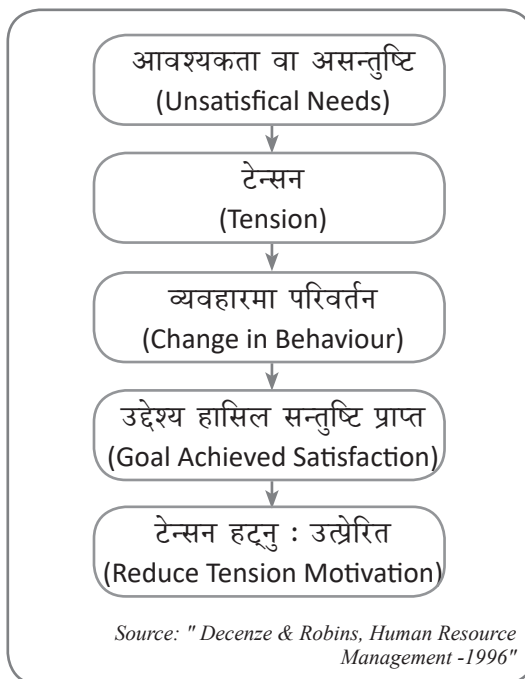 आवश्यकता वा असन्तुष्टि
(Unsatisfical Needs)
टेन्सन
(Tension)
व्यवहारमा परिवर्तन
(Change in Behaviour)
उद्देश्य हासिल सन्तुष्टि प्राप्त
(Goal Achieved Satisfaction)
टेन्सन हट्नु : उत्प्रेरित
(Reduce Tension Motivation)
Source: " Decenze & Robins, Human Resource
Management -1996"